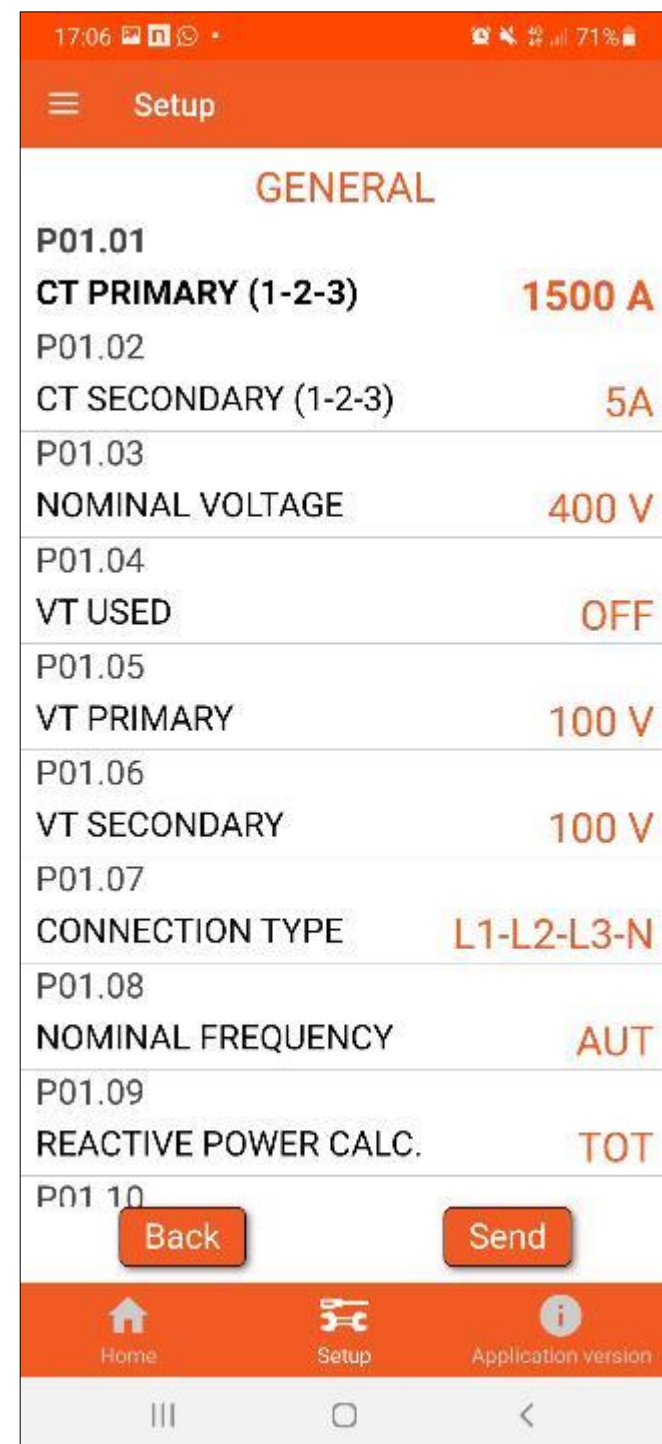 17:06 71%
Setup
GENERAL
P01.01
CT PRIMARY (1-2-3) 1500 A
P01.02
CT SECONDARY (1-2-3) 5A
P01.03
NOMINAL VOLTAGE 400 V
P01.04
VT USED OFF
P01.05
VT PRIMARY 100 V
P01.06
VT SECONDARY 100 V
P01.07
CONNECTION TYPE L1-L2-L3-N
P01.08
NOMINAL FREQUENCY AUT
P01.09
REACTIVE POWER CALC. TOT
P01.10
Back Send
Home Setup Application version